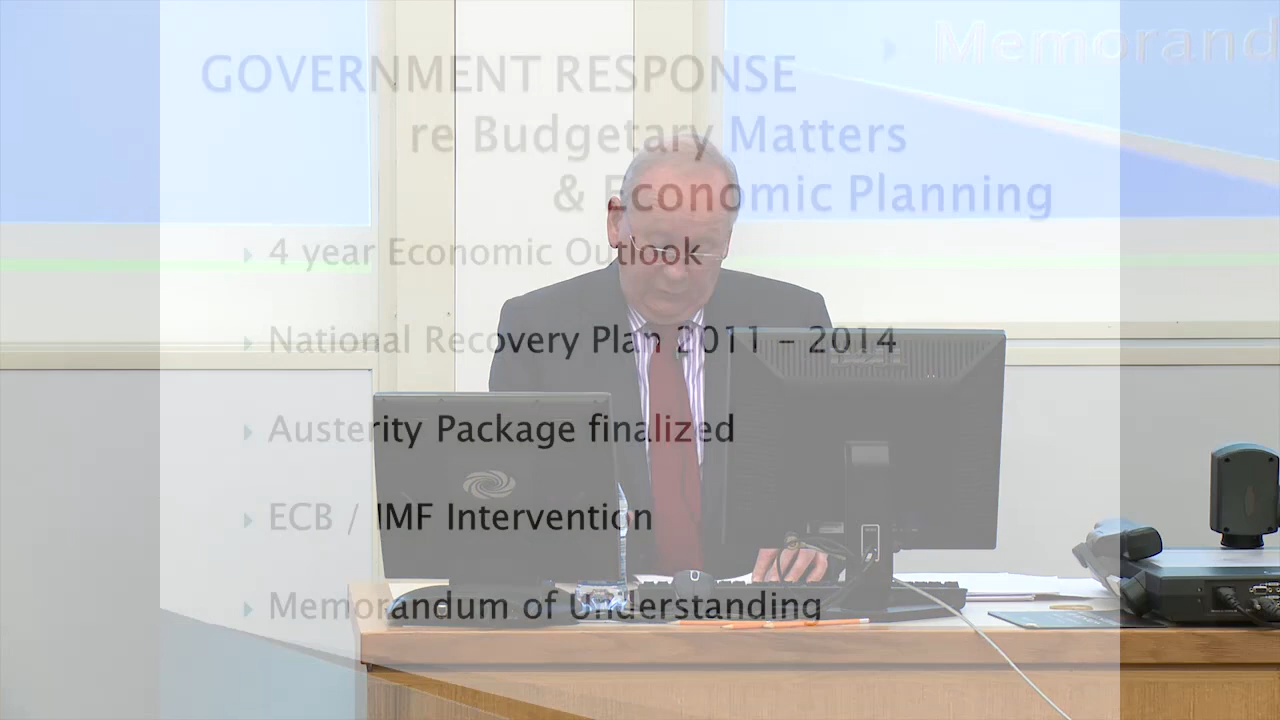 Memorand
GOVERNMENT RESPONSE
re Budgetary Matters
& Economic Planning
4 year Economic Outlook
National Recovery Plan 2011 - 2014
Austerity Package finalized
ECB / IMF Intervention
Memorandum of Understanding